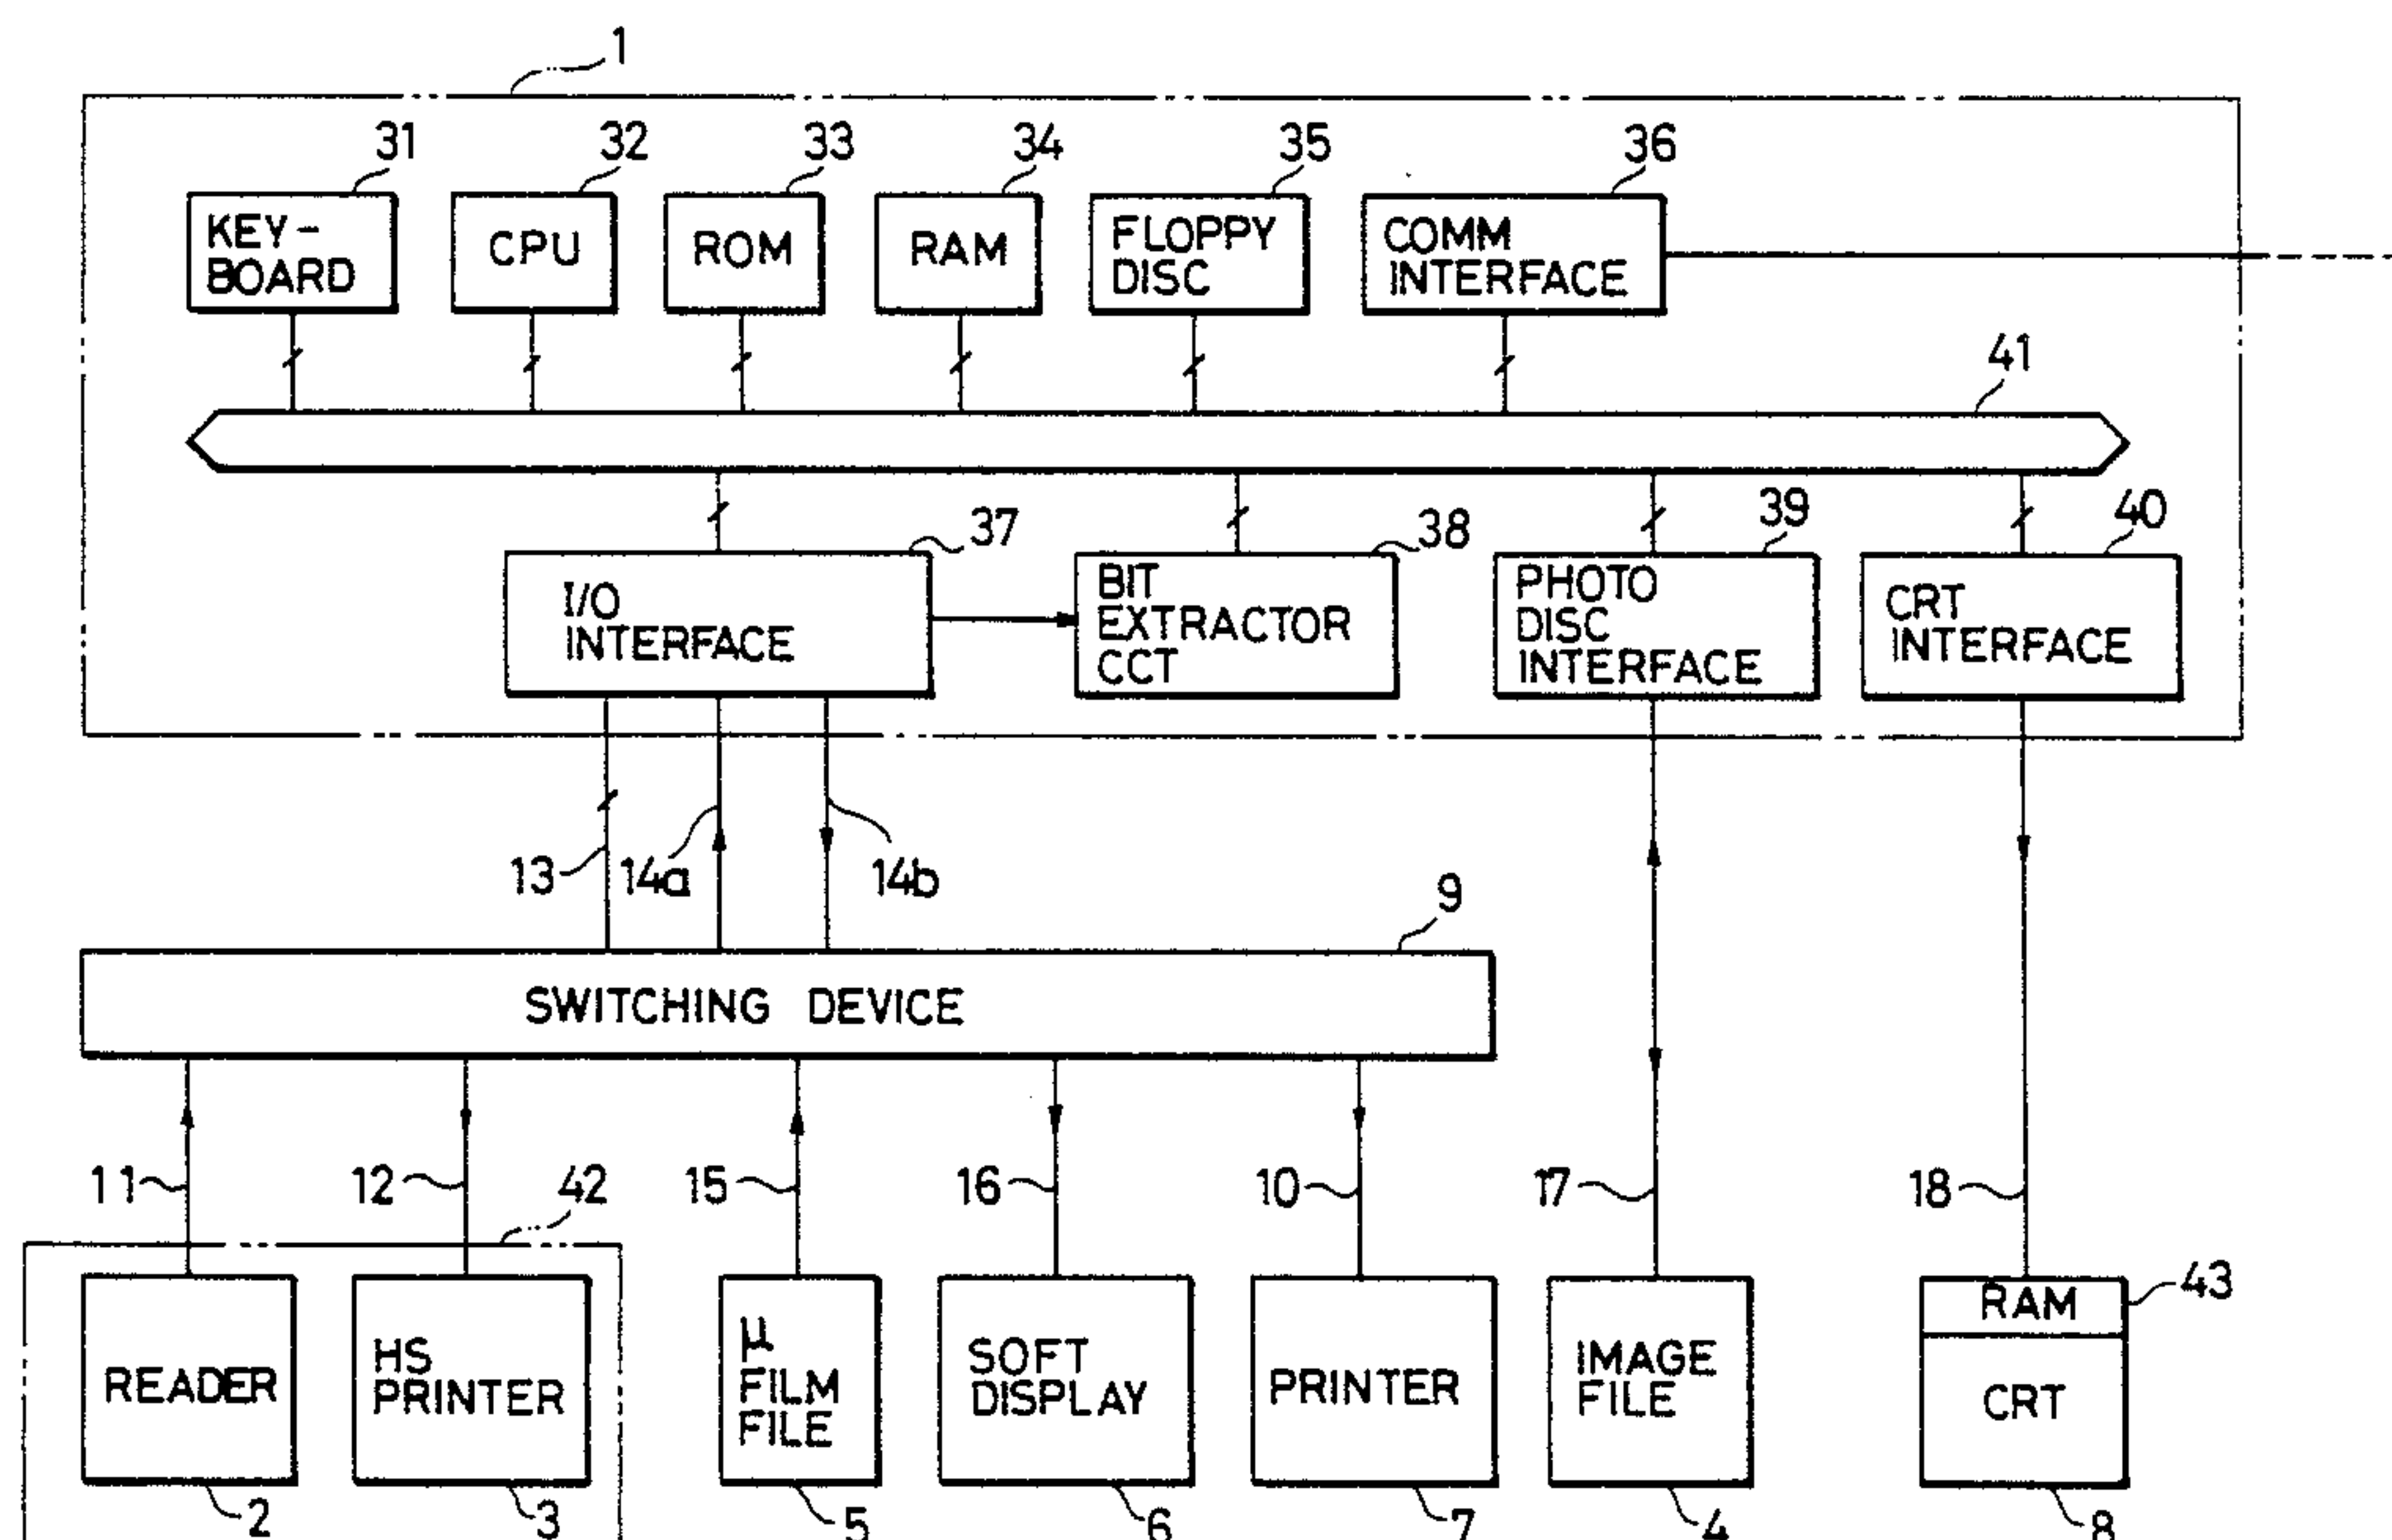 1
31
32
33
34
35
36
KEY-
BOARD
CPU
ROM
RAM
FLOPPY
DISC
COMM
INTERFACE
41
37
38
39
40
I/O
INTERFACE
BIT
EXTRACTOR
CCT
PHOTO
DISC
INTERFACE
CRT
INTERFACE
13
14a
14b
9
SWITCHING DEVICE
11
12
42
15
16
10
17
18
READER
HS
PRINTER
μ
FILM
FILE
SOFT
DISPLAY
PRINTER
IMAGE
FILE
RAM
CRT
43
2
3
5
6
7
4
8